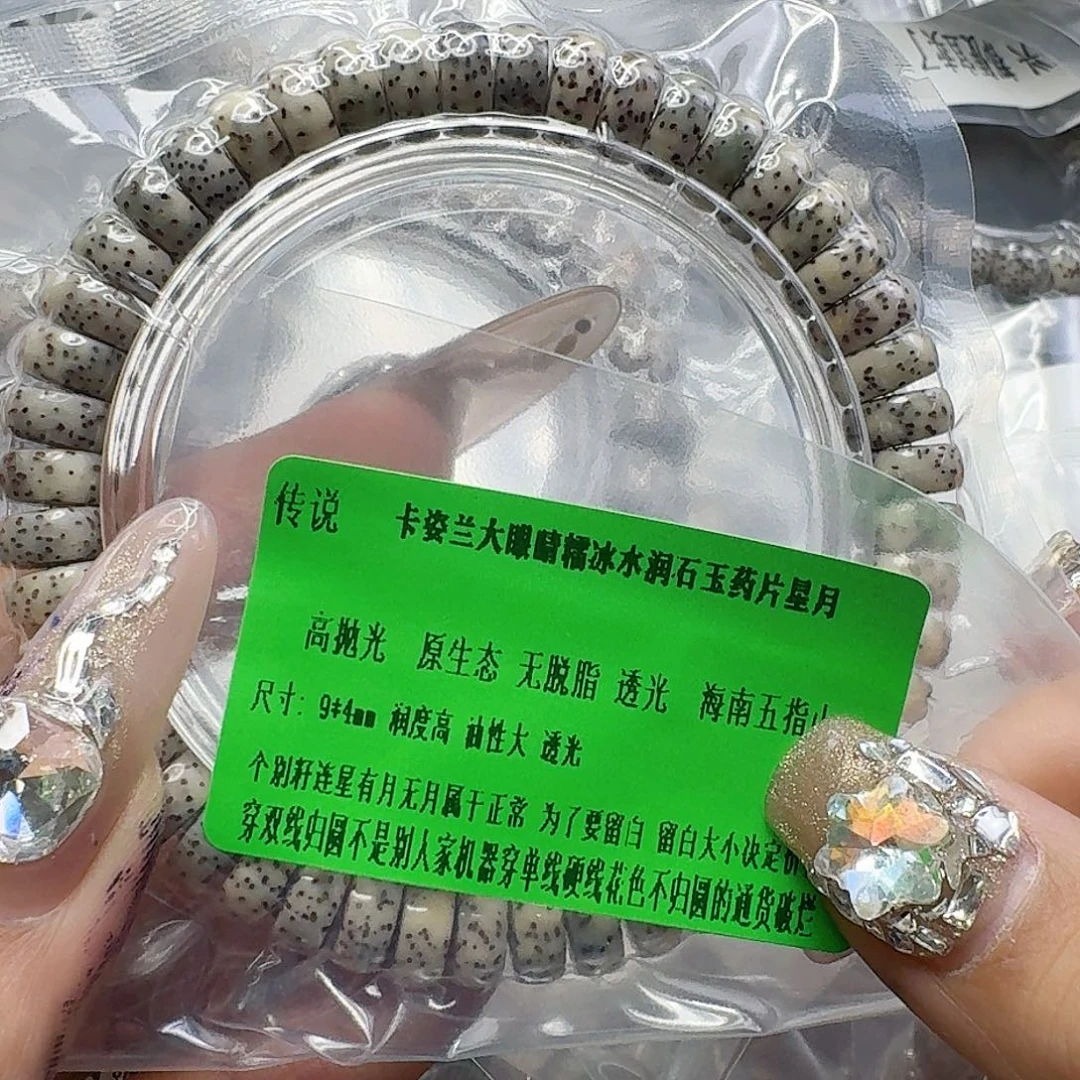 传说 卡姿兰大眼睛糯冰水润石玉药片星月
高抛光 原生态 无脱脂 透光 海南五指山
尺寸: 9*4mm 润度高 油性大 透光
个别籽连星有月无月属于正常 为了要留白 留白大小决定
穿双线归圆不是别人家机器穿单线硬线花色不归圆的通货破烂